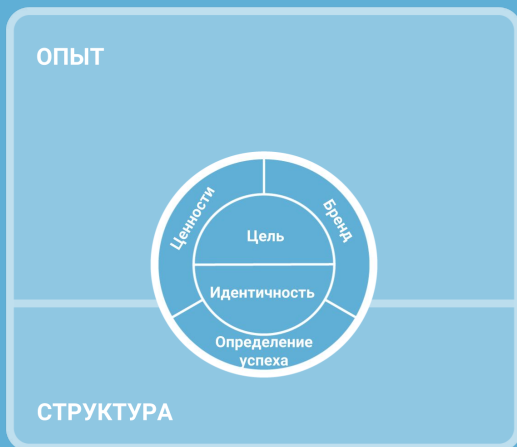 ОПЫТ
Ценности
Бренд
Цель
Идентичность
Определение
успеха
СТРУКТУРА